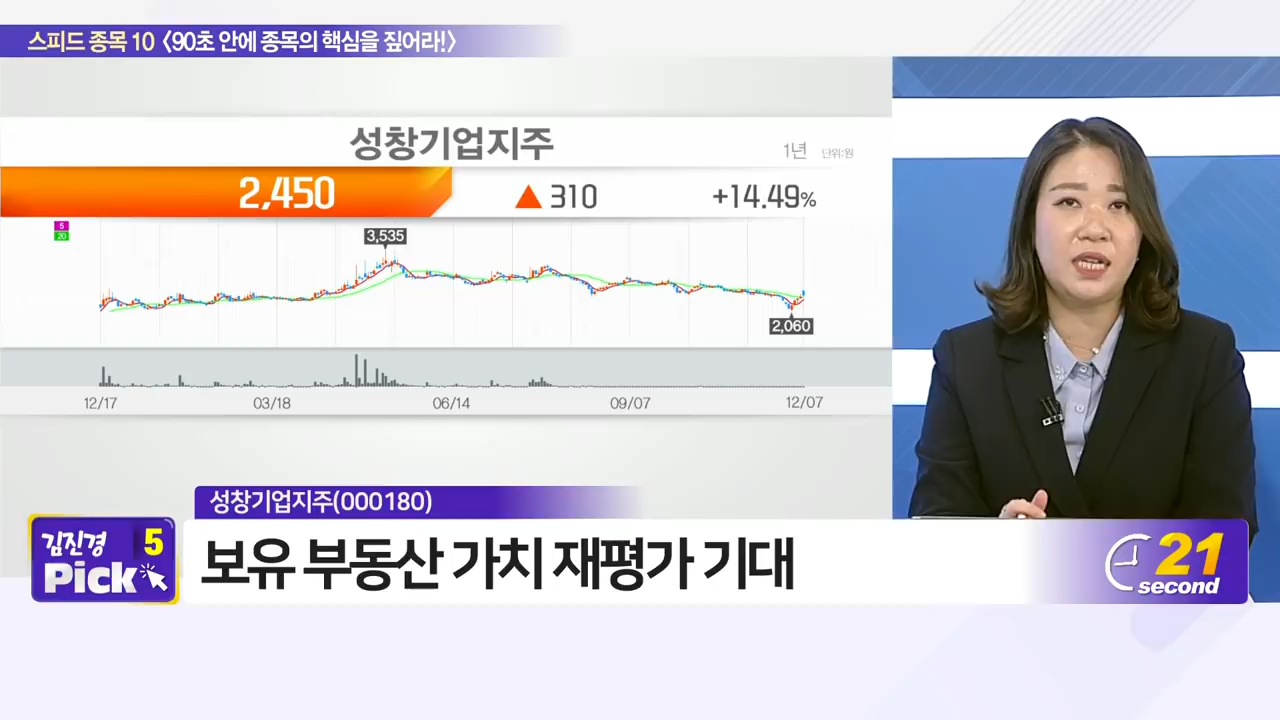 스피드 종목 10 〈90초 안에 종목의 핵심을 짚어라!〉
성창기업지주
1년 단위:원
2,450 ▲ 310 +14.49%
5
20
3,535
2,060
12/17 03/18 06/14 09/07 12/07
성창기업지주(000180)
김진경 5
Pick
보유 부동산 가치 재평가 기대
21
second